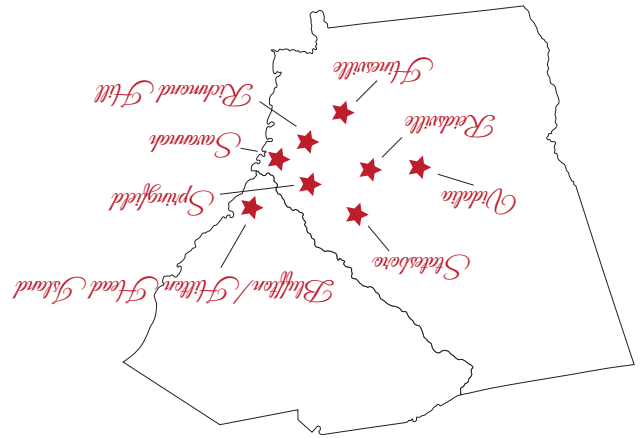 Bluffton/Hilton Head Island
Statesboro
Springfield
Vidalia
Savannah
Reidsville
Richmond Hill
Hinesville